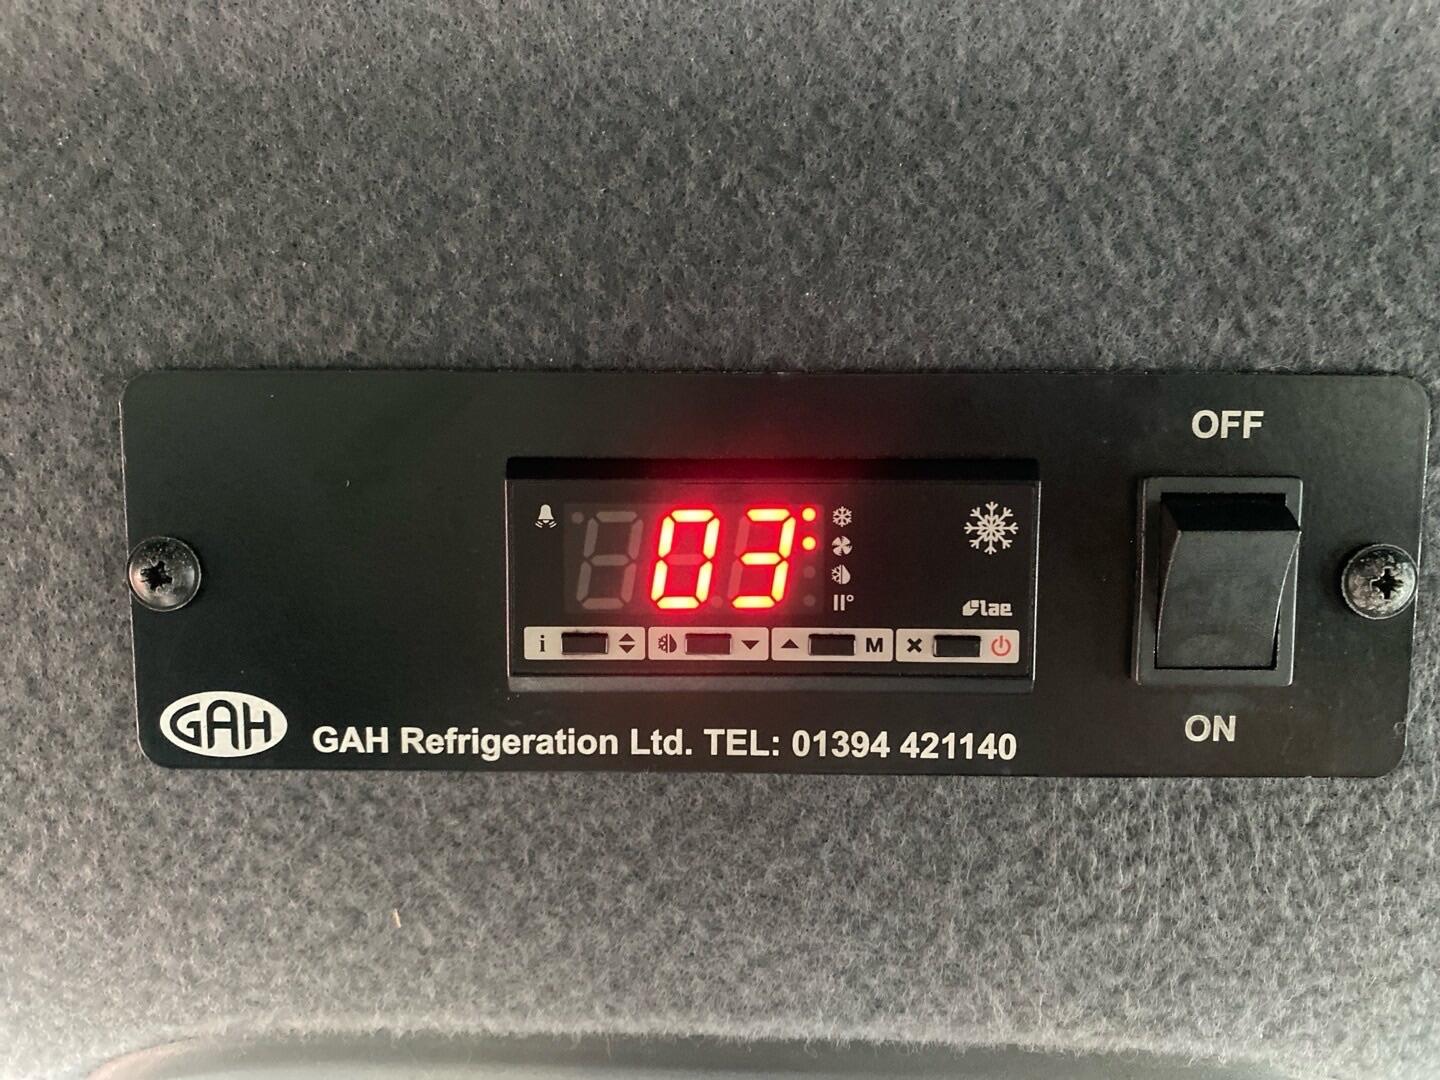 OFF
03
lae
i
M
GAH
GAH Refrigeration Ltd. TEL: 01394 421140
ON